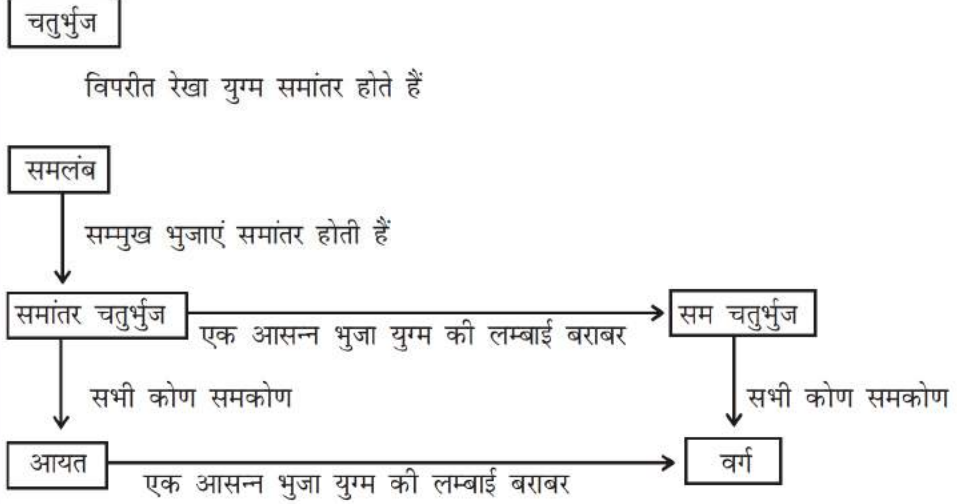 चतुर्भुज
विपरीत रेखा युग्म समांतर होते हैं
समलंब
सम्मुख भुजाएं समांतर होती हैं
समांतर चतुर्भुज
सम चतुर्भुज
एक आसन्न भुजा युग्म की लम्बाई बराबर
सभी कोण समकोण
सभी कोण समकोण
आयत
वर्ग
एक आसन्न भुजा युग्म की लम्बाई बराबर